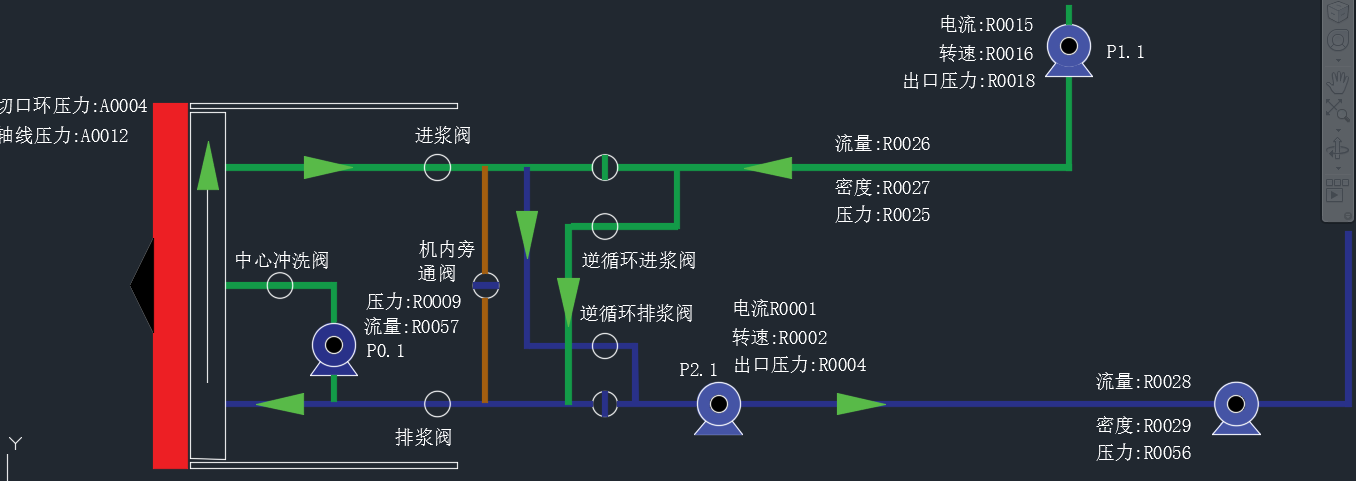 电流:R0015
转速:R0016
P1.1
出口压力:R0018
切口环压力:A0004
轴线压力:A0012
进浆阀
流量:R0026
密度:R0027
压力:R0025
中心冲洗阀
机内旁
通阀
逆循环进浆阀
压力:R0009
流量:R0057
P0.1
逆循环排浆阀
电流R0001
转速:R0002
出口压力:R0004
P2.1
流量:R0028
密度:R0029
压力:R0056
排浆阀
Y